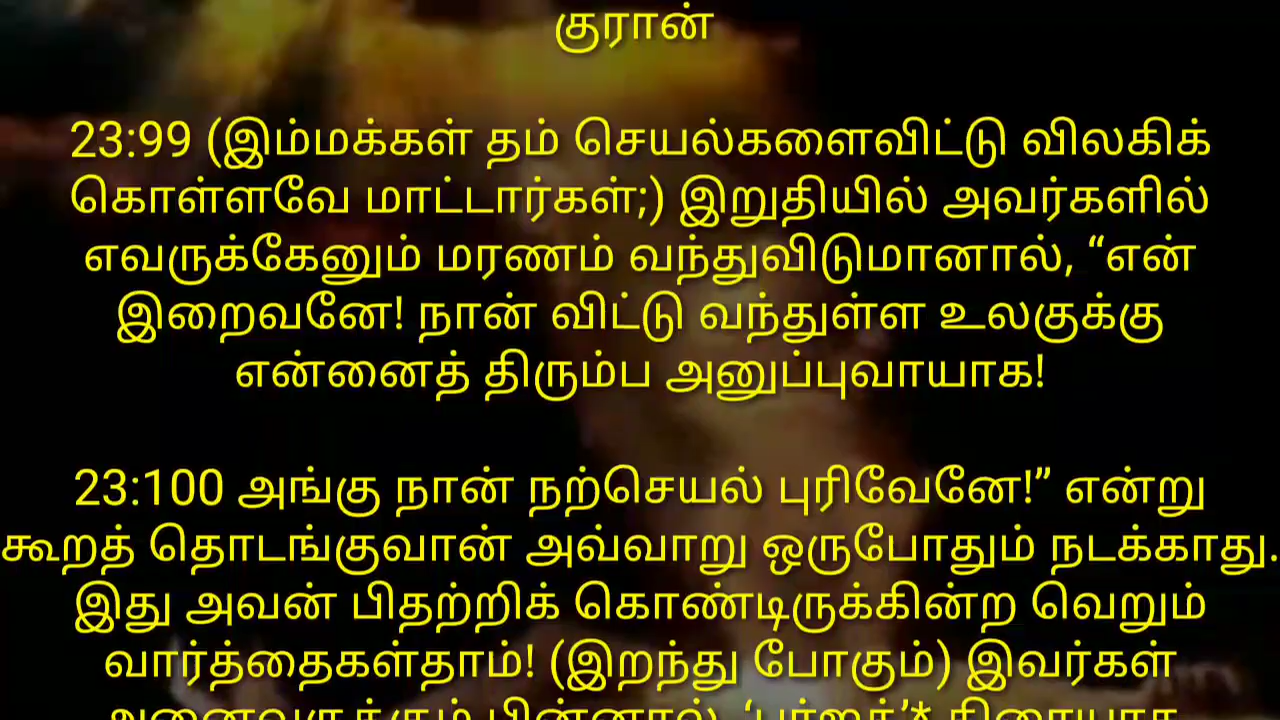 குரான்
23:99 (இம்மக்கள் தம் செயல்களைவிட்டு விலகிக்
கொள்ளவே மாட்டார்கள்;) இறுதியில் அவர்களில்
எவருக்கேனும் மரணம் வந்துவிடுமானால், “என்
இறைவனே! நான் விட்டு வந்துள்ள உலகுக்கு
என்னைத் திரும்ப அனுப்புவாயாக!
23:100 அங்கு நான் நற்செயல் புரிவேனே!” என்று
கூறத் தொடங்குவான் அவ்வாறு ஒருபோதும் நடக்காது.
இது அவன் பிதற்றிக் கொண்டிருக்கின்ற வெறும்
வார்த்தைகள்தாம்! (இறந்து போகும்) இவர்கள்
அனைவருக்கும் பின்னால்